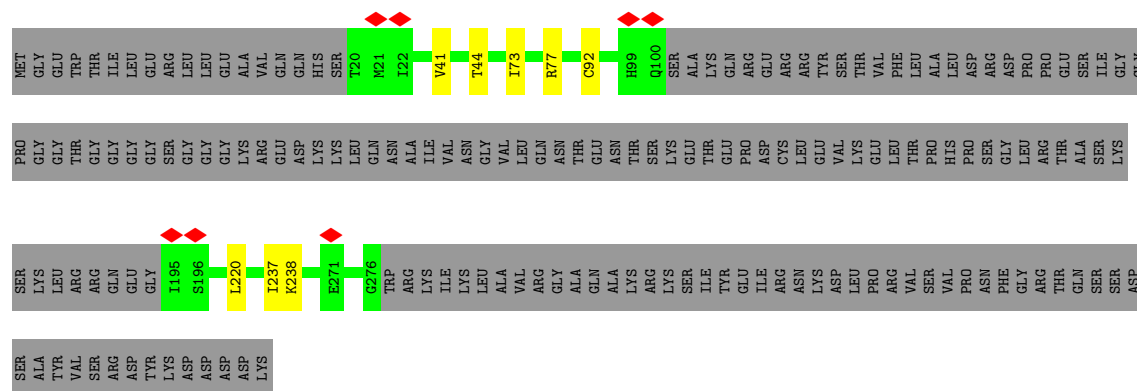 MET GLY GLU TRP THR ILE LEU GLU ARG LEU LEU GLU ALA VAL GLN GLN HIS SER T20 M21 I22 V41 T44 I73 R77 C92 H99 Q100 SER ALA LYS GLN ARG GLU ARG ARG TYR SER THR VAL PHE LEU ALA LEU ASP ARG ASP PRO PRO GLU SER ILE GLY GLY
PRO GLY GLY THR GLY GLY GLY GLY SER GLY GLY GLY LYS ARG GLU ASP LYS LYS LEU GLN ASN ALA ILE VAL ASN GLY VAL LEU GLN ASN THR GLU ASN THR SER LYS GLU THR GLU PRO ASP CYS LEU GLU VAL LYS GLU LEU THR PRO HIS PRO SER GLY LEU ARG THR ALA SER LYS
SER LYS LEU ARG ARG GLN GLU GLY I195 S196 L220 I237 K238 E271 G276 TRP ARG LYS ILE LYS LEU ALA VAL ARG GLY ALA GLN ALA LYS ARG LYS SER ILE TYR GLU ILE ARG ASN LYS ASP LEU PRO ARG VAL SER VAL PRO ASN PHE GLY ARG THR GLN SER SER ASP
SER ALA TYR VAL SER ARG ASP TYR LYS ASP ASP ASP ASP LYS